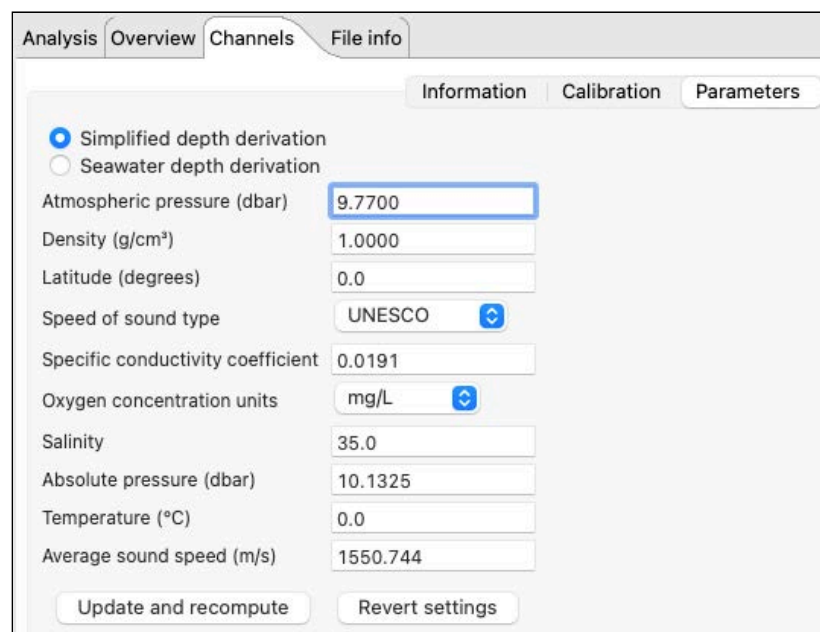 Analysis Overview Channels File info
Information Calibration Parameters
Simplified depth derivation
Seawater depth derivation
Atmospheric pressure (dbar) 9.7700
Density (g/cm³) 1.0000
Latitude (degrees) 0.0
Speed of sound type UNESCO
Specific conductivity coefficient 0.0191
Oxygen concentration units mg/L
Salinity 35.0
Absolute pressure (dbar) 10.1325
Temperature (°C) 0.0
Average sound speed (m/s) 1550.744
Update and recompute Revert settings